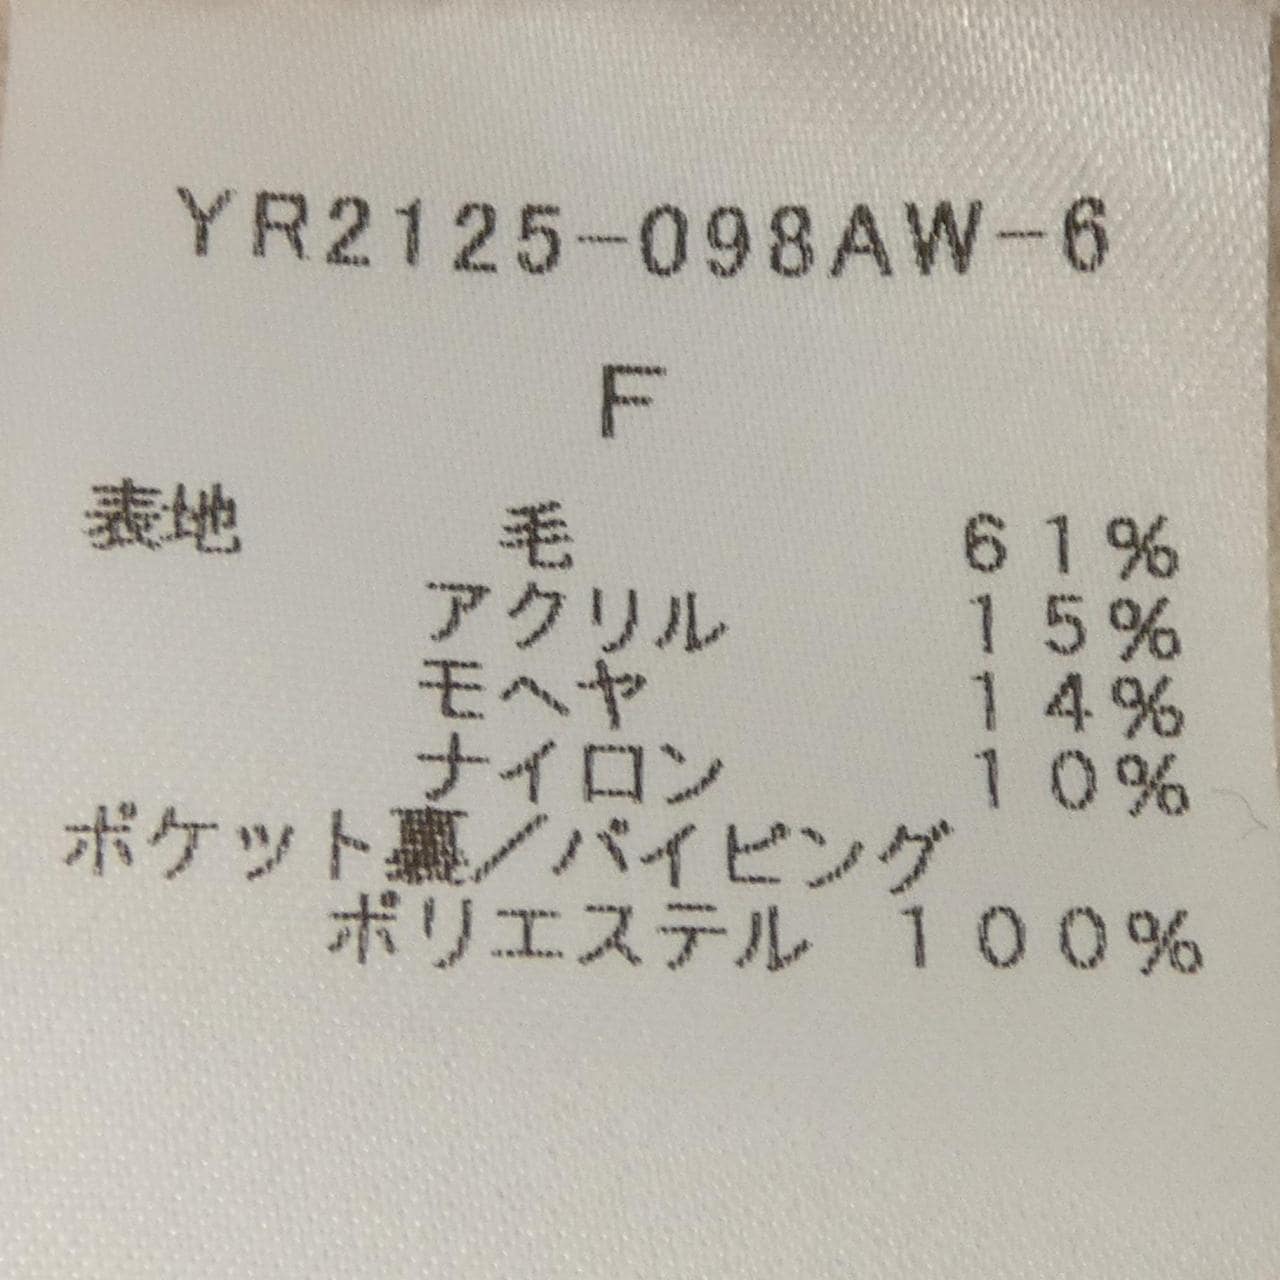 YR2125-098AW-6
F
表地 毛 61%
アクリル 15%
モヘヤ 14%
ナイロン 10%
ポケット裏/パイピング
ポリエステル 100%